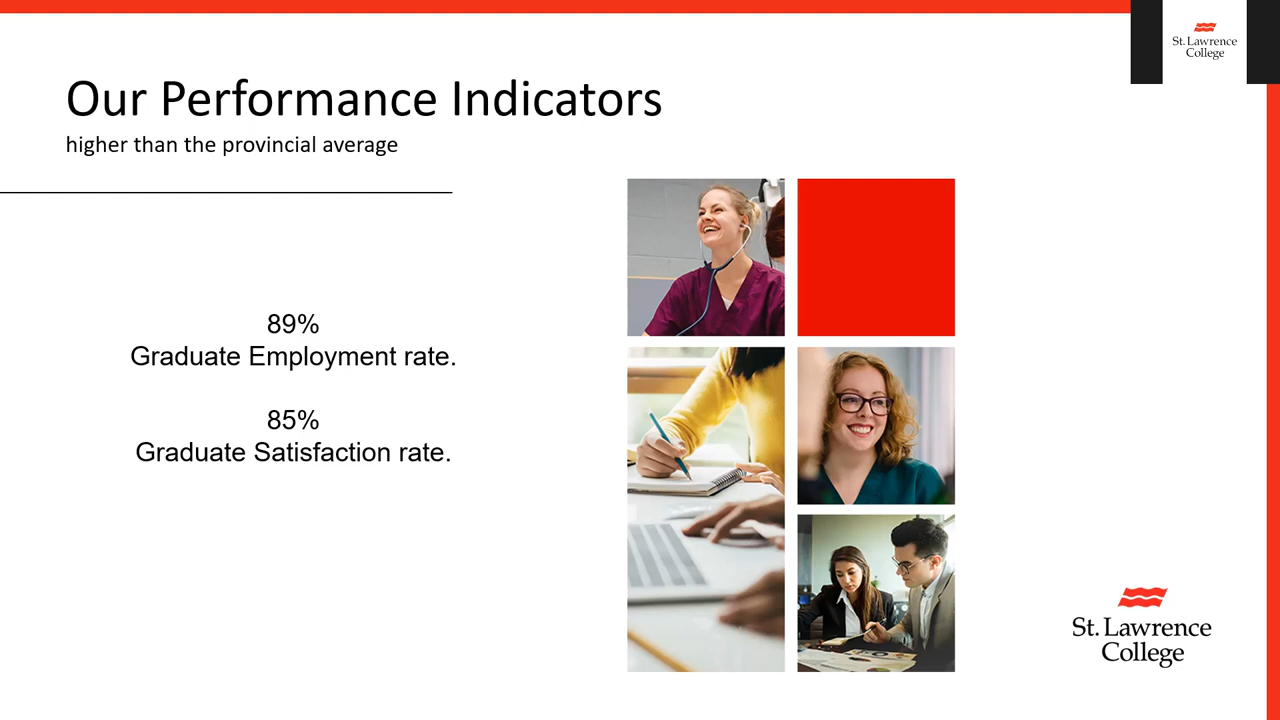 St. Lawrence
College
Our Performance Indicators
higher than the provincial average
89%
Graduate Employment rate.
85%
Graduate Satisfaction rate.
St. Lawrence
College